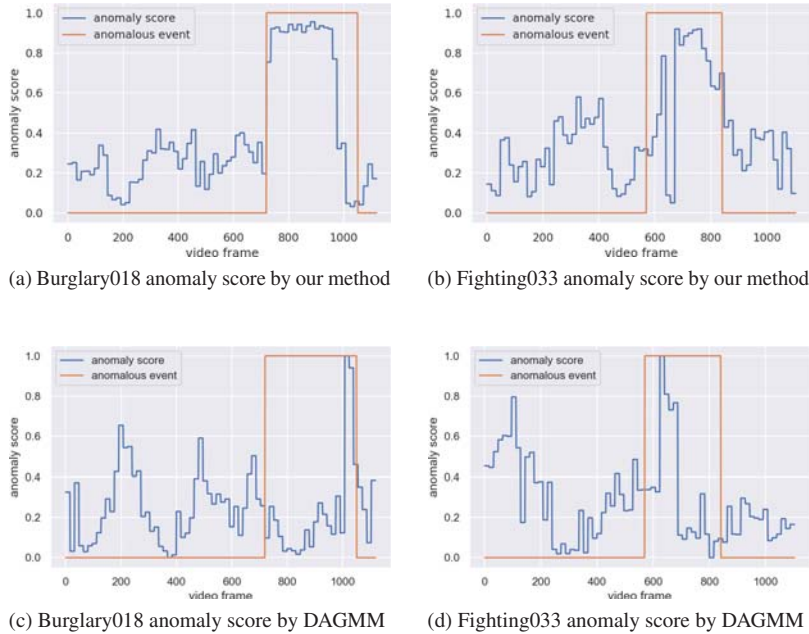 1.0
0.8
0.6
0.4
0.2
0.0
anomaly score
anomaly score
anomalous event
0
200
400
600
800
1000
video frame
(a) Burglary018 anomaly score by our method
1.0
0.8
0.6
0.4
0.2
0.0
anomaly score
anomaly score
anomalous event
0
200
400
600
800
1000
video frame
(b) Fighting033 anomaly score by our method
1.0
0.8
0.6
0.4
0.2
0.0
anomaly score
anomaly score
anomalous event
0
200
400
600
800
1000
video frame
(c) Burglary018 anomaly score by DAGMM
1.0
0.8
0.6
0.4
0.2
0.0
anomaly score
anomaly score
anomalous event
0
200
400
600
800
1000
video frame
(d) Fighting033 anomaly score by DAGMM